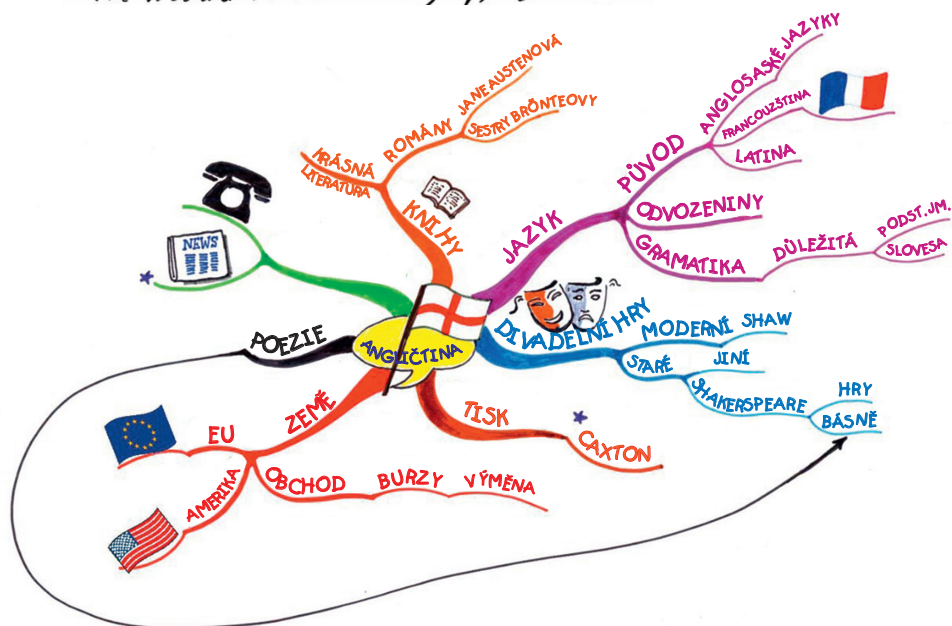 ANGLIČTINA
JAZYK
PŮVOD
ANGLOSASKÉ JAZYKY
FRANCOUZŠTINA
LATINA
ODVOZENINY
GRAMATIKA
DŮLEŽITÁ
PODST. JM.
SLOVESA
DIVADELNÍ HRY
MODERNÍ
SHAW
STARÉ
JINÍ
SHAKERSPEARE
HRY
BÁSNĚ
TISK
CAXTON
ZEMĚ
EU
AMERIKA
OBCHOD
BURZY
VÝMĚNA
POEZIE
NEWS
KNIHY
KRÁSNÁ
LITERATURA
ROMÁNY
JANE AUSTENOVÁ
SESTRY BRÖNTEOVY